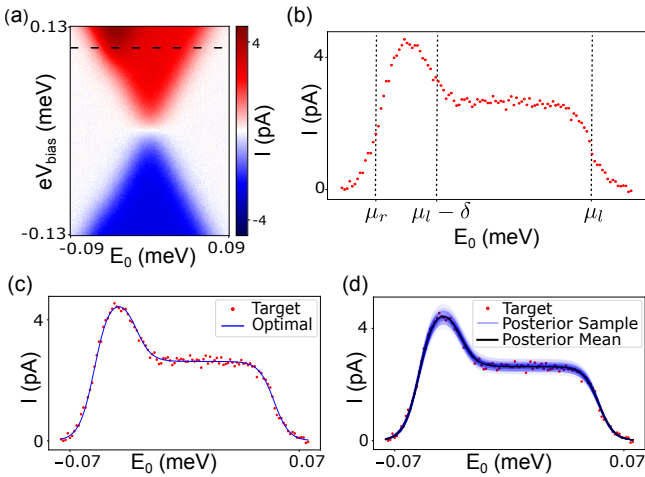 (a)
0.13
eV_bias (meV)
-0.13
-0.09
0.09
E_0 (meV)
4
I (pA)
-4
(b)
4
I (pA)
0
μ_r
μ_l − δ
μ_l
E_0 (meV)
(c)
Target
Optimal
4
I (pA)
0
-0.07
0.07
E_0 (meV)
(d)
Target
Posterior Sample
Posterior Mean
4
I (pA)
0
-0.07
0.07
E_0 (meV)